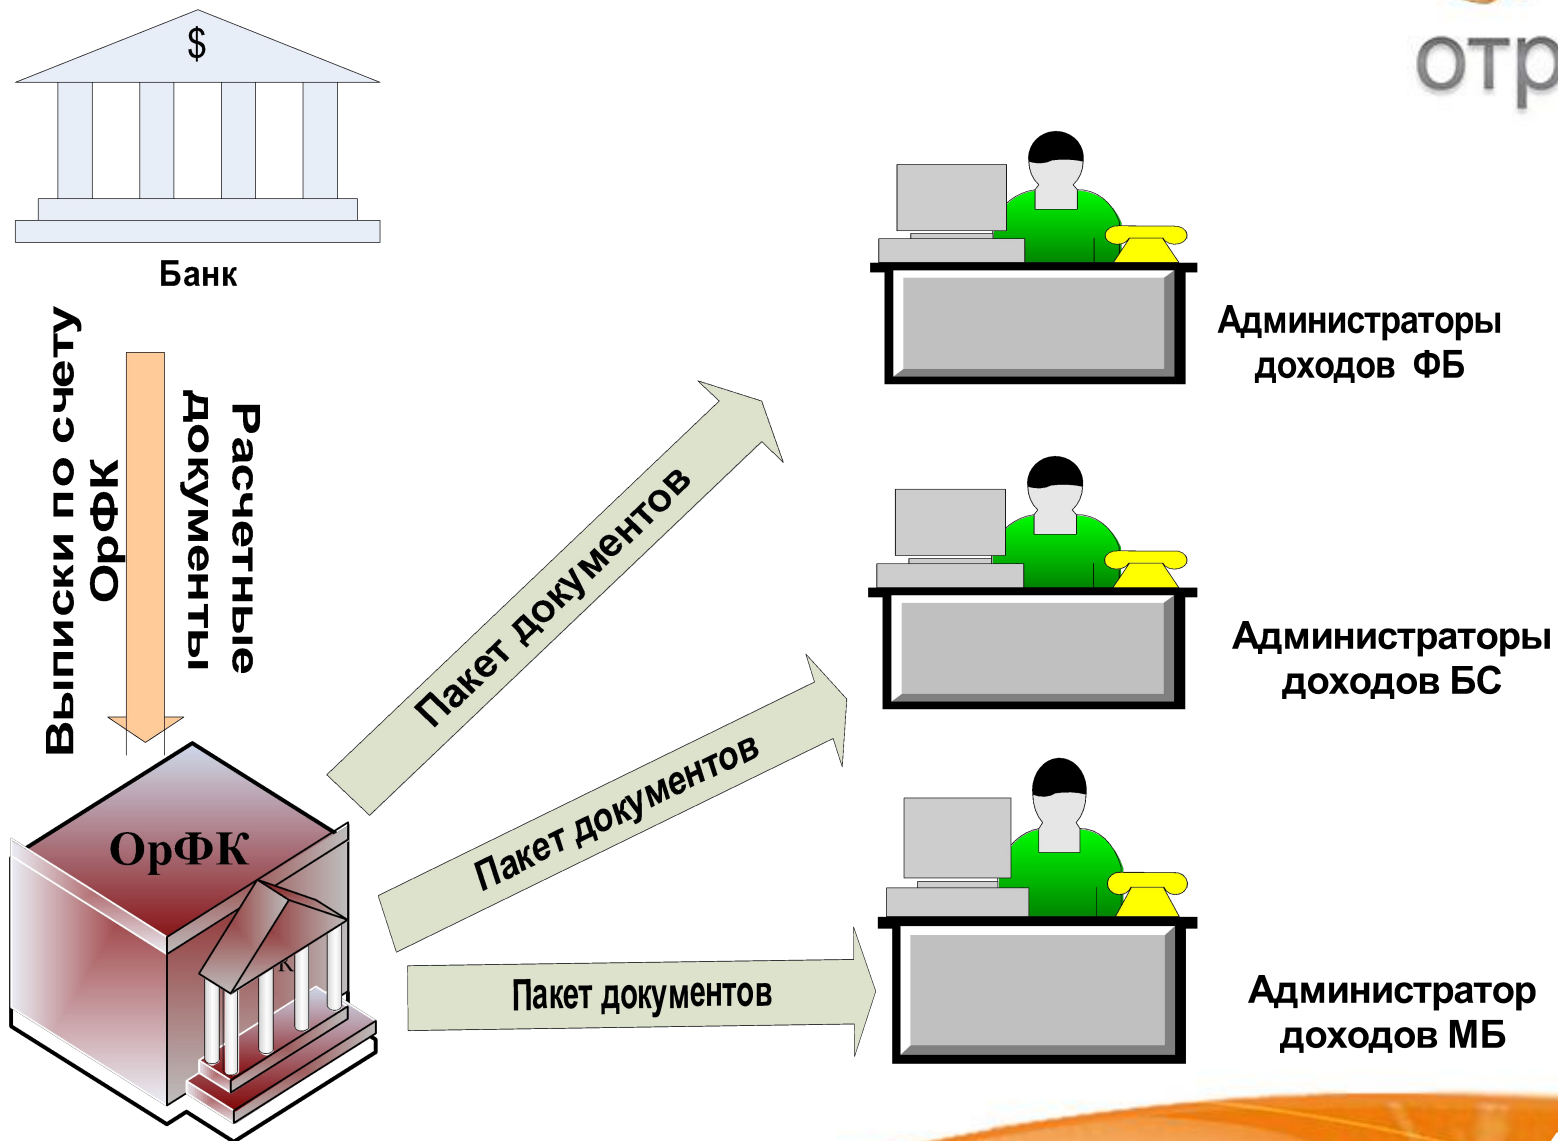 $
отр
Банк
Выписки по счету
ОрФК
Расчетные
документы
Администраторы
доходов ФБ
Пакет документов
Администраторы
доходов БС
Пакет документов
ОрФК
к
Пакет документов
Администратор
доходов МБ